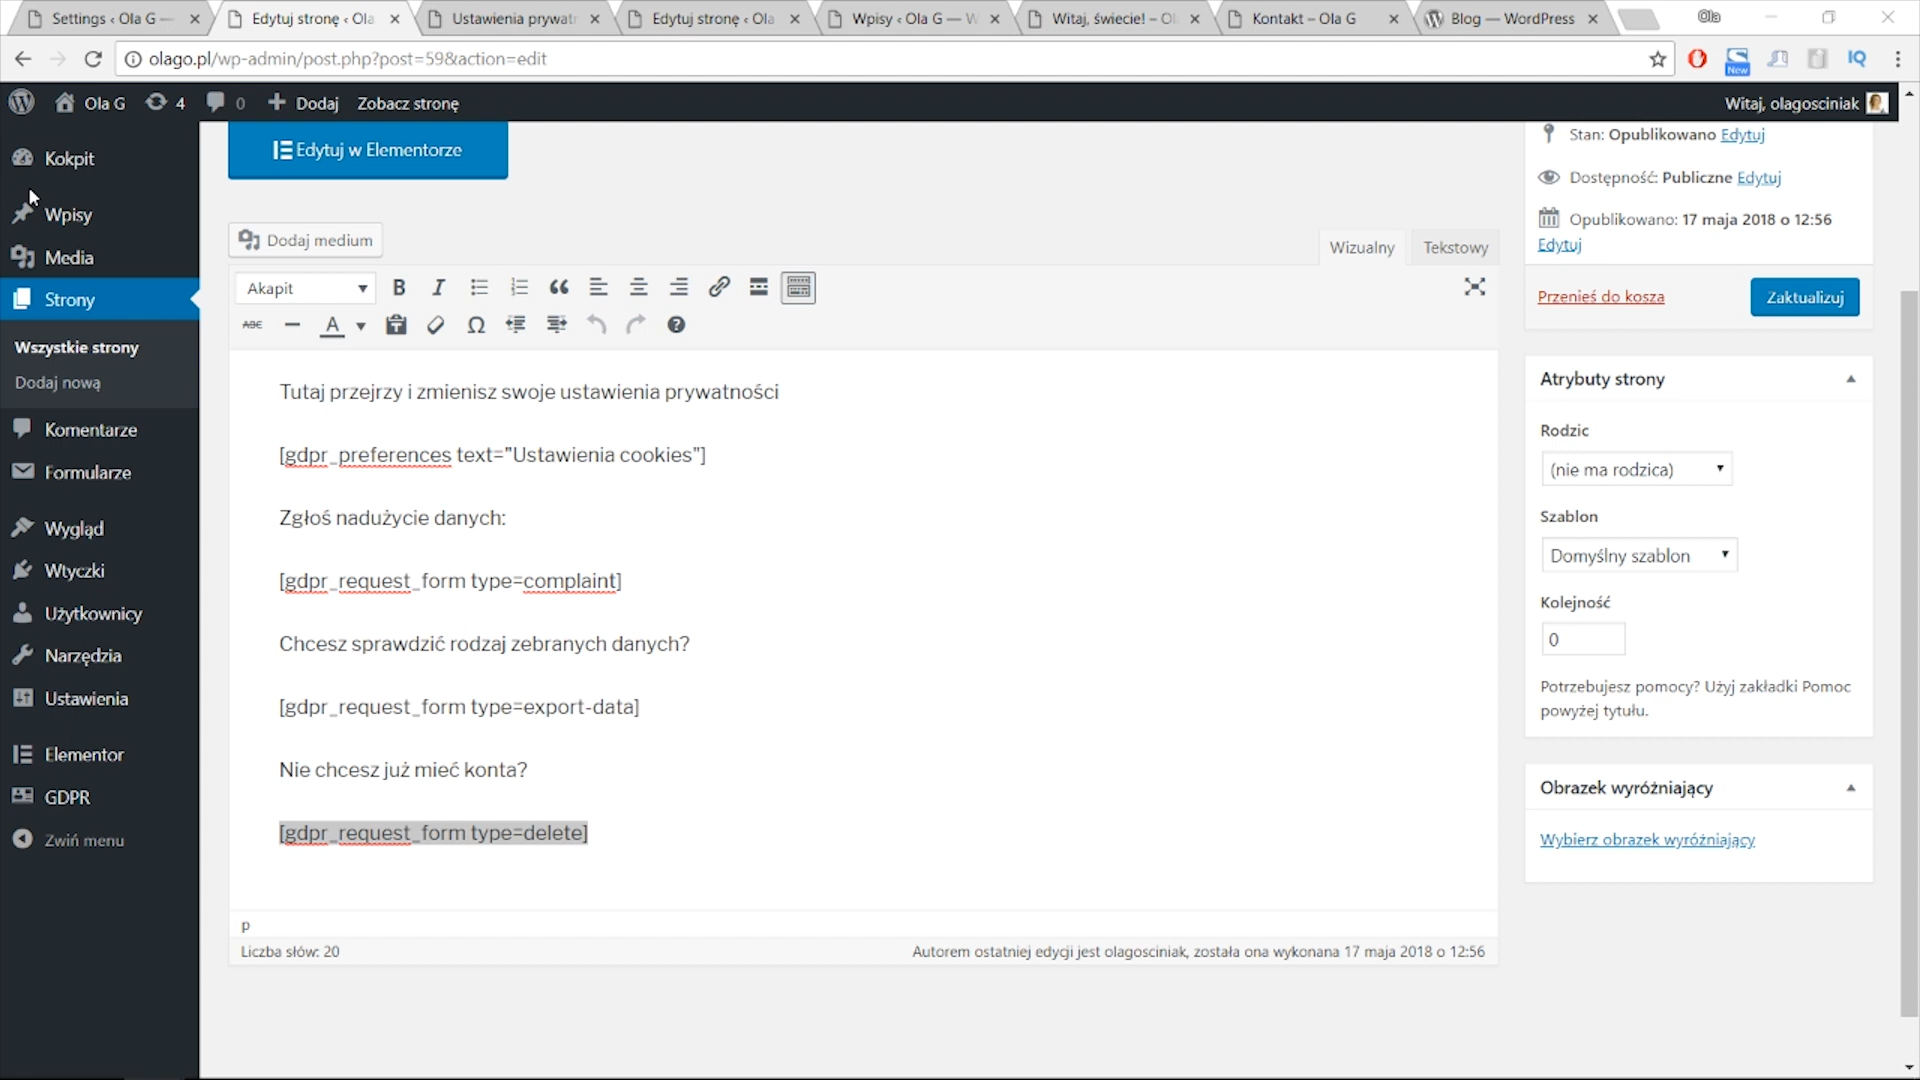 Settings ‹ Ola G —
Edytuj stronę ‹ Ola
Ustawienia prywatn
Edytuj stronę ‹ Ola
Wpisy ‹ Ola G — W
Witaj, świecie! – Ola
Kontakt – Ola G
Blog — WordPress
Ola
olago.pl/wp-admin/post.php?post=59&action=edit
New
IQ
Ola G
4
0
Dodaj
Zobacz stronę
Witaj, olagosciniak
Kokpit
Wpisy
Media
Strony
Wszystkie strony
Dodaj nową
Komentarze
Formularze
Wygląd
Wtyczki
Użytkownicy
Narzędzia
Ustawienia
Elementor
GDPR
Zwiń menu
Edytuj w Elementorze
Dodaj medium
Wizualny
Tekstowy
Akapit
B
I
ABC
A
Ω
Tutaj przejrzy i zmienisz swoje ustawienia prywatności
[gdpr_preferences text="Ustawienia cookies"]
Zgłoś nadużycie danych:
[gdpr_request_form type=complaint]
Chcesz sprawdzić rodzaj zebranych danych?
[gdpr_request_form type=export-data]
Nie chcesz już mieć konta?
[gdpr_request_form type=delete]
p
Liczba słów: 20
Autorem ostatniej edycji jest olagosciniak, została ona wykonana 17 maja 2018 o 12:56
Stan: Opublikowano Edytuj
Dostępność: Publiczne Edytuj
Opublikowano: 17 maja 2018 o 12:56
Edytuj
Przenieś do kosza
Zaktualizuj
Atrybuty strony
Rodzic
(nie ma rodzica)
Szablon
Domyślny szablon
Kolejność
0
Potrzebujesz pomocy? Użyj zakładki Pomoc
powyżej tytułu.
Obrazek wyróżniający
Wybierz obrazek wyróżniający